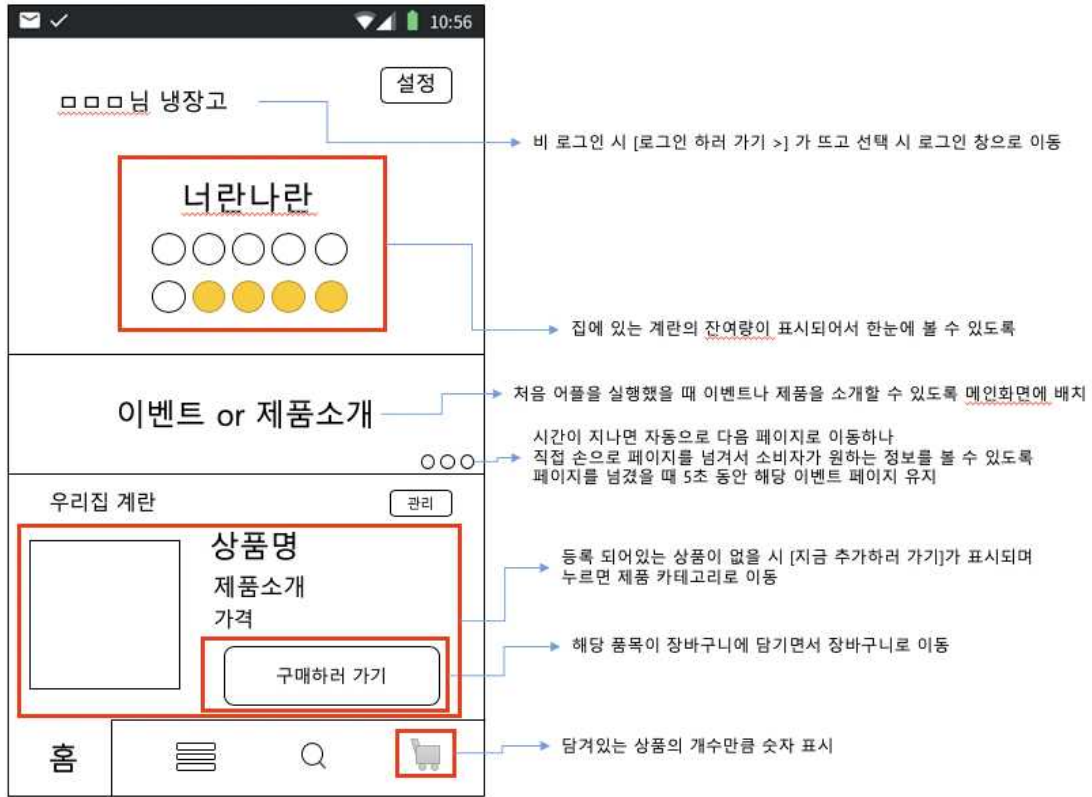 10:56
설정
ㅁㅁㅁ님 냉장고
비 로그인 시 [로그인 하러 가기 >] 가 뜨고 선택 시 로그인 창으로 이동
너란나란
집에 있는 계란의 잔여량이 표시되어서 한눈에 볼 수 있도록
처음 어플을 실행했을 때 이벤트나 제품을 소개할 수 있도록 메인화면에 배치
이벤트 or 제품소개
시간이 지나면 자동으로 다음 페이지로 이동하나
직접 손으로 페이지를 넘겨서 소비자가 원하는 정보를 볼 수 있도록
페이지를 넘겼을 때 5초 동안 해당 이벤트 페이지 유지
우리집 계란
관리
상품명
제품소개
가격
등록 되어있는 상품이 없을 시 [지금 추가하러 가기]가 표시되며
누르면 제품 카테고리로 이동
구매하러 가기
해당 품목이 장바구니에 담기면서 장바구니로 이동
홈
담겨있는 상품의 개수만큼 숫자 표시